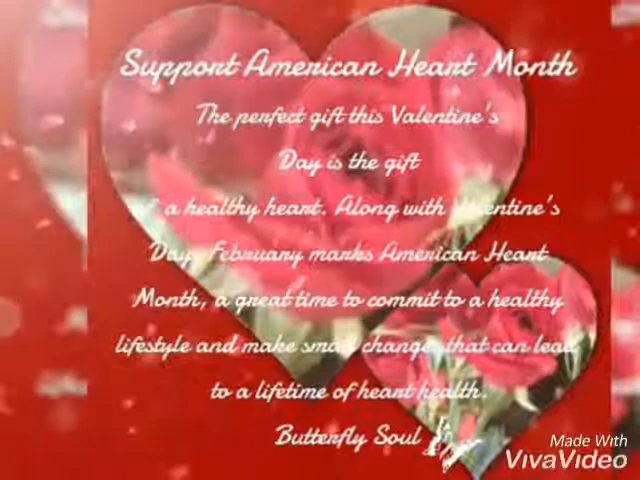 Support American Heart Month
The perfect gift this Valentine's
Day is the gift
of a healthy heart. Along with Valentine's
Day, February marks American Heart
Month, a great time to commit to a healthy
lifestyle and make small changes that can lead
to a lifetime of heart health.
Butterfly Soul
Made With
VivaVideo